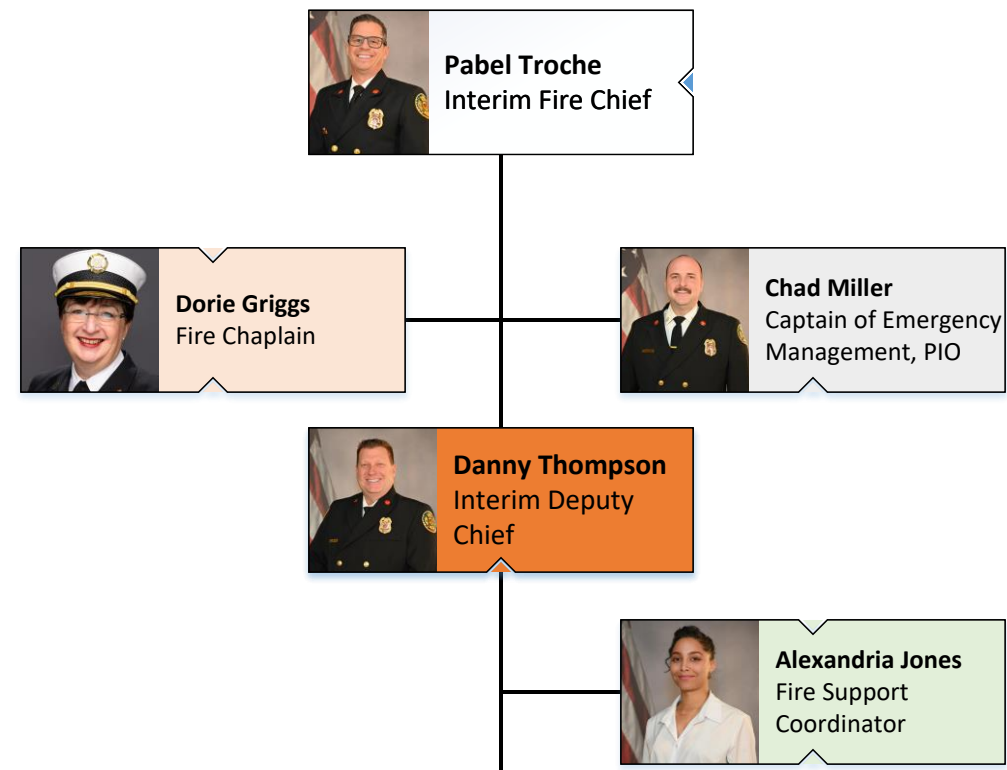 Pabel Troche
Interim Fire Chief
Dorie Griggs
Fire Chaplain
Chad Miller
Captain of Emergency
Management, PIO
Danny Thompson
Interim Deputy
Chief
Alexandria Jones
Fire Support
Coordinator